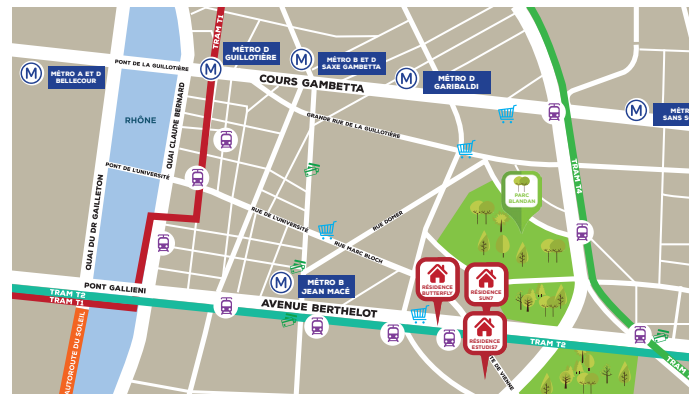 TRAM T1
MÉTRO D
GUILLOTIÈRE
MÉTRO B ET D
SAXE GAMBETTA
MÉTRO D
GARIBALDI
M
M
M
M
M
MÉTRO A ET D
BELLECOUR
PONT DE LA GUILLOTIÈRE
COURS GAMBETTA
QUAI CLAUDE BERNARD
RHÔNE
GRANDE RUE DE LA GUILLOTIÈRE
PONT DE L'UNIVERSITÉ
TRAM T4
PARC
BLANDAN
QUAI DU DR GAILLETON
RUE DE L'UNIVERSITÉ
RUE DOMER
RUE MARC BLOCH
M
MÉTRO B
JEAN MACÉ
PONT GALLIENI
RÉSIDENCE
BUTTERFLY
RÉSIDENCE
SUN7
TRAM T2
TRAM T1
AVENUE BERTHELOT
RÉSIDENCE
ESTUDIS7
TRAM T2
AUTOROUTE DU SOLEIL
TE DE VIENNE